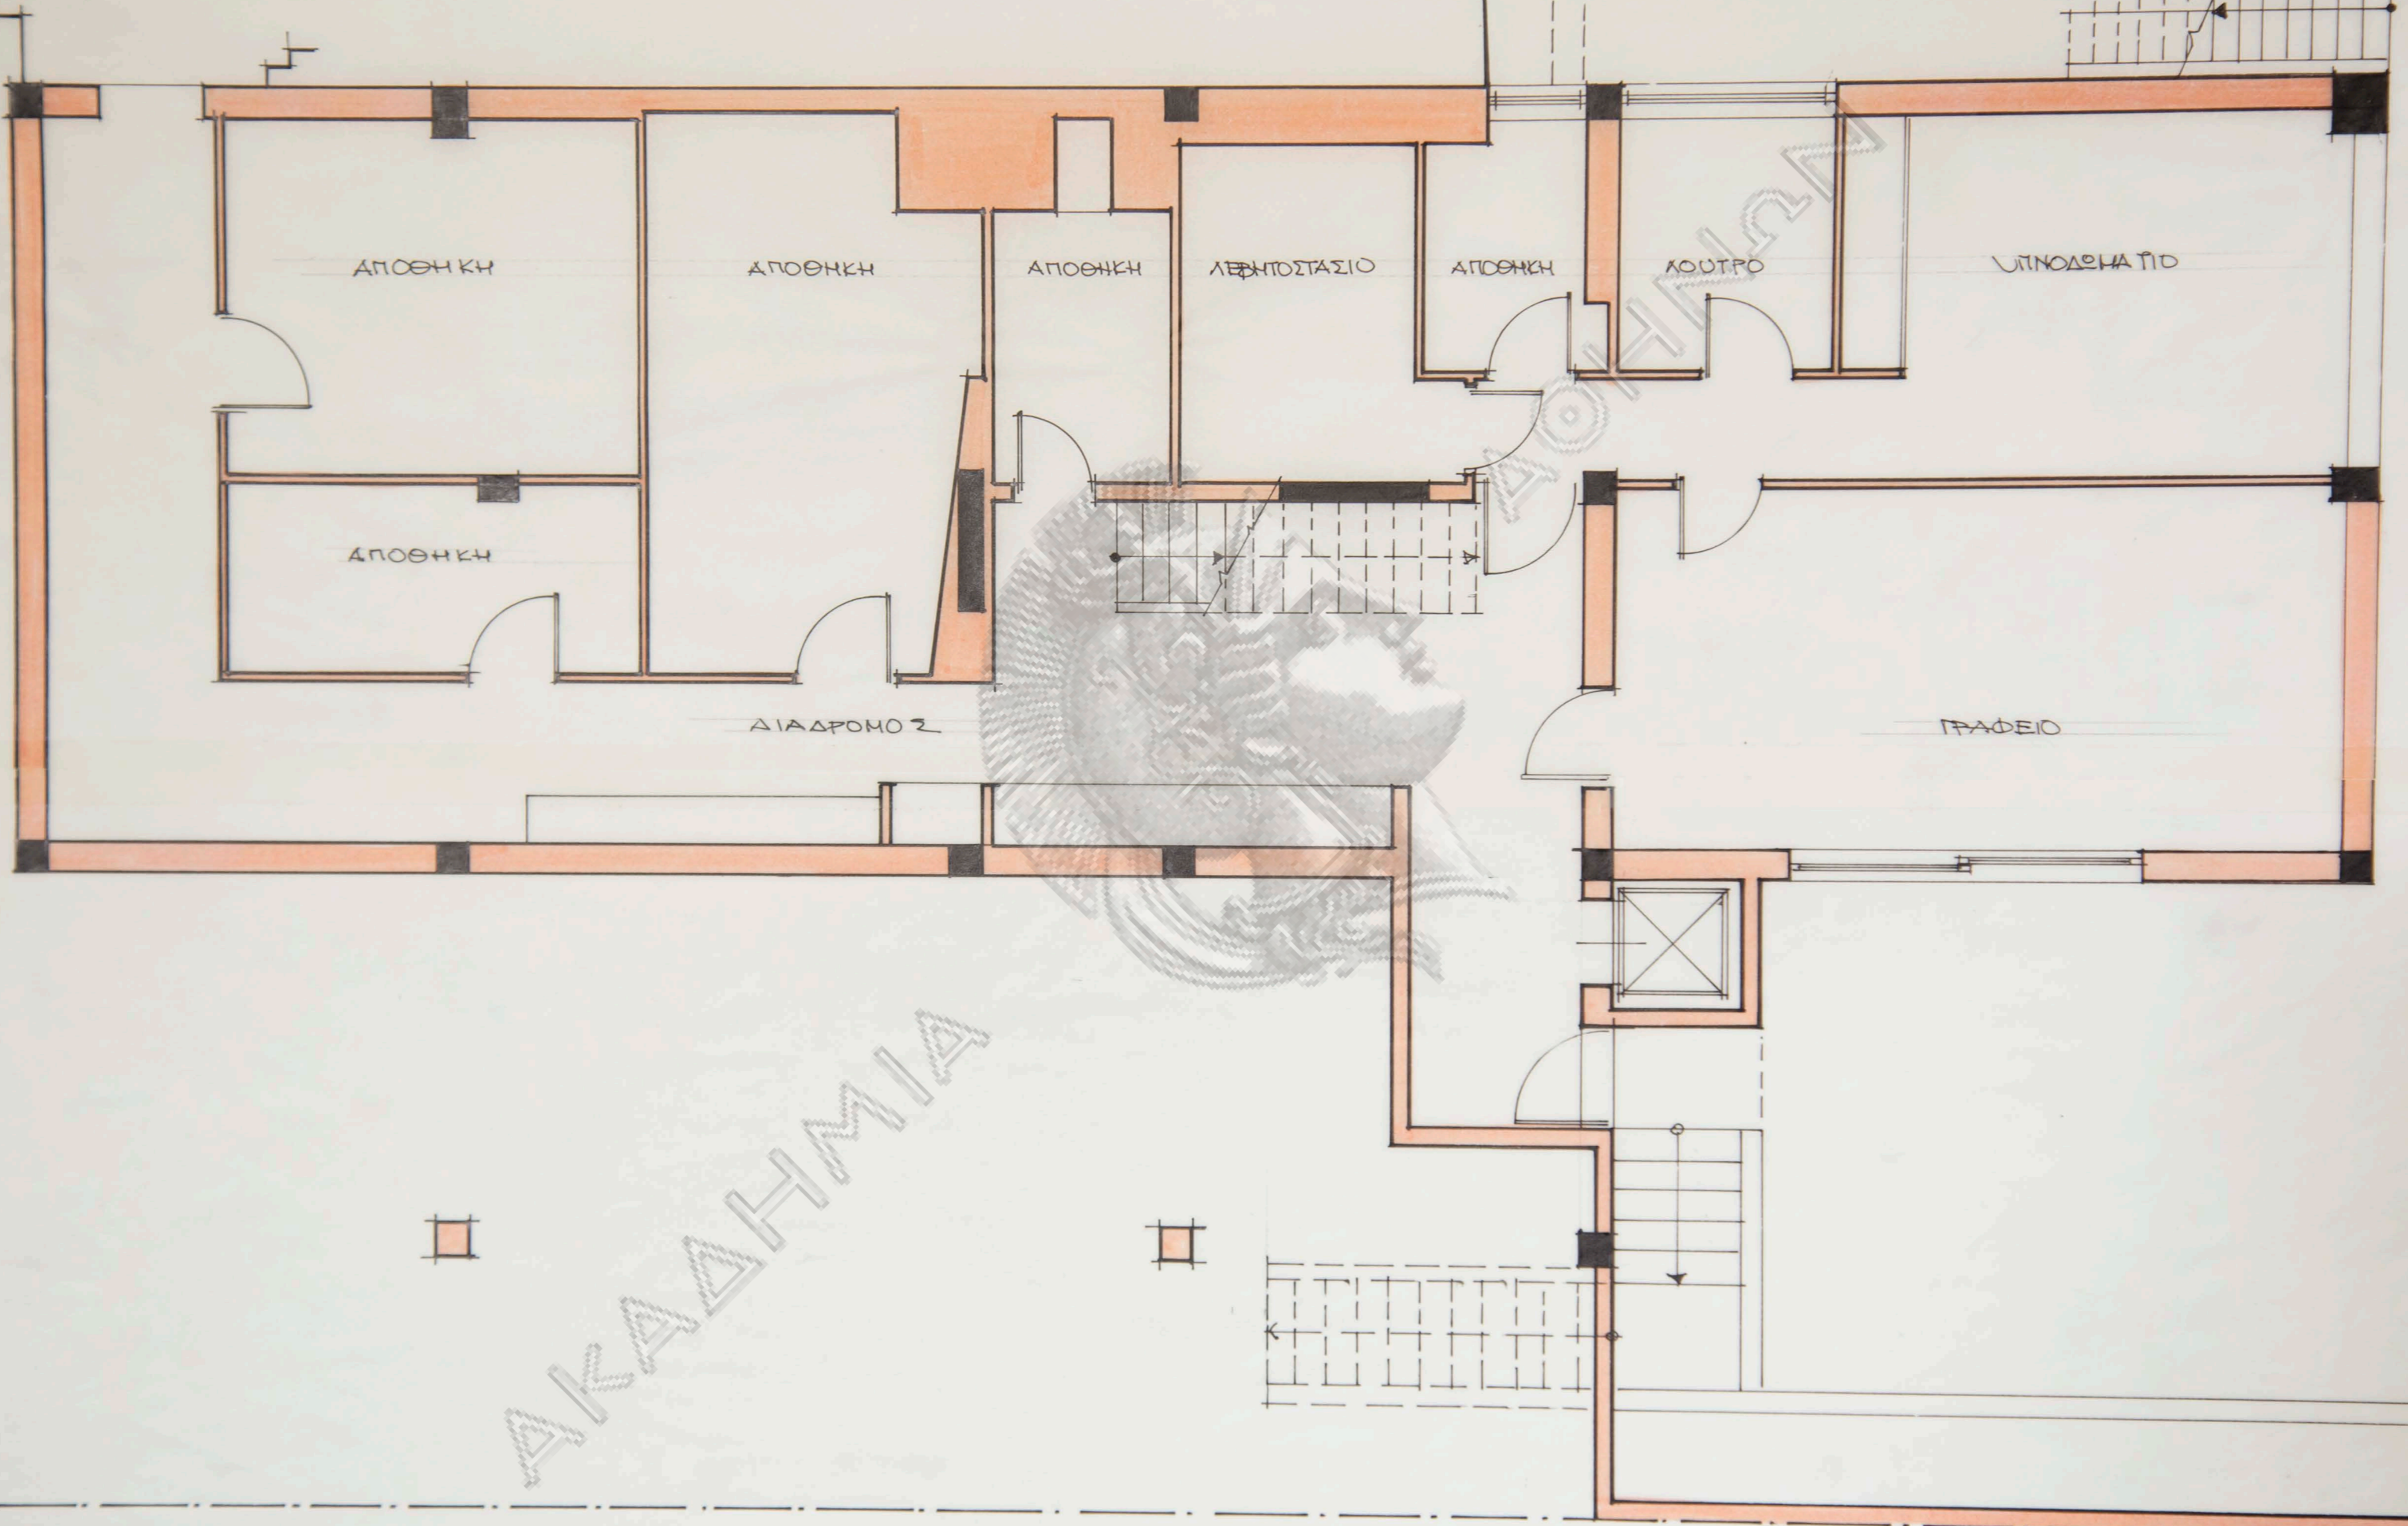 ΑΠΟΘΗΚΗ
ΑΠΟΘΗΚΗ
ΑΠΟΘΗΚΗ
ΛΕΒΗΤΟΣΤΑΣΙΟ
ΑΠΟΘΗΚΗ
ΛΟΥΤΡΟ
ΥΠΝΟΔΩΜΑΤΙΟ
ΑΠΟΘΗΚΗ
ΔΙΑΔΡΟΜΟΣ
ΓΡΑΦΕΙΟ
ΑΚΑΔΗΜΙΑ ΑΘΗΝΩΝ